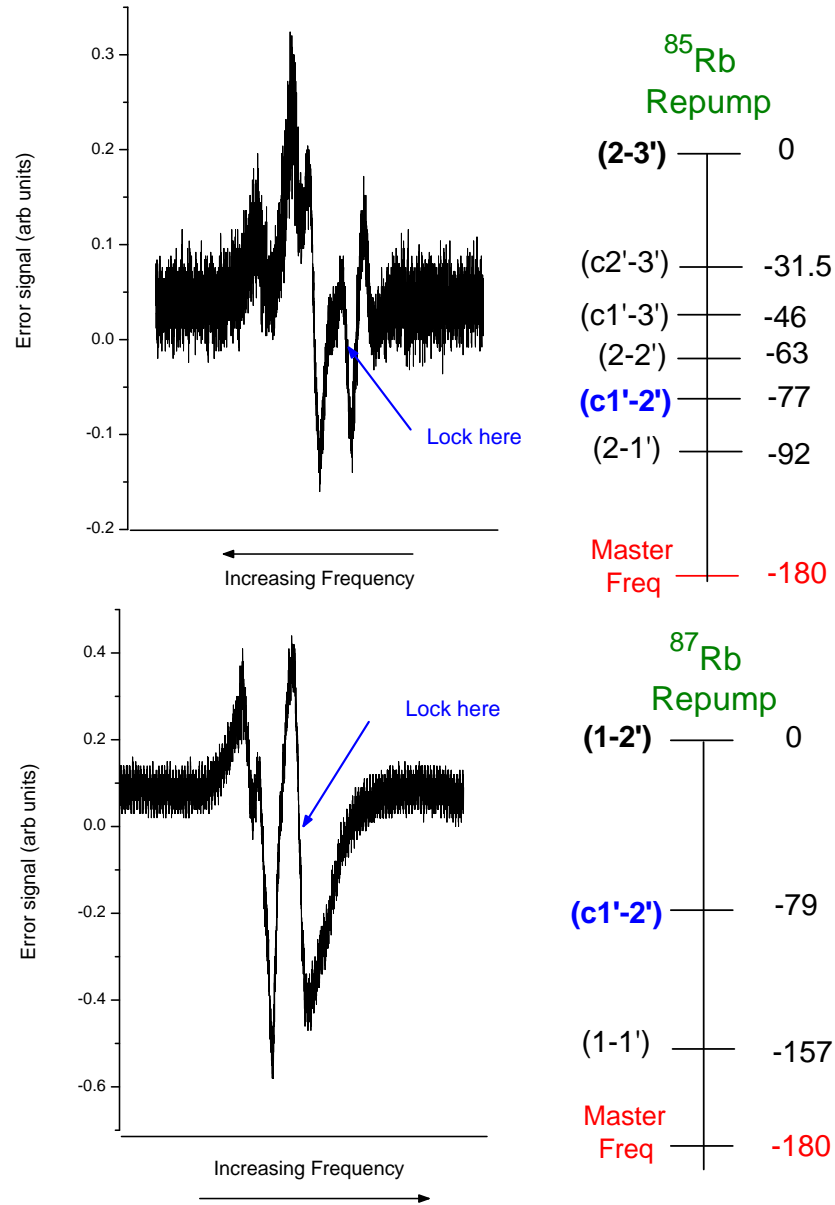 Error signal (arb units)
0.3
0.2
0.1
0.0
-0.1
-0.2
Lock here
Increasing Frequency
⁸⁵Rb
Repump
(2-3') 0
(c2'-3') -31.5
(c1'-3') -46
(2-2') -63
(c1'-2') -77
(2-1') -92
Master
Freq -180
Error signal (arb units)
0.4
0.2
0.0
-0.2
-0.4
-0.6
Lock here
Increasing Frequency
⁸⁷Rb
Repump
(1-2') 0
(c1'-2') -79
(1-1') -157
Master
Freq -180